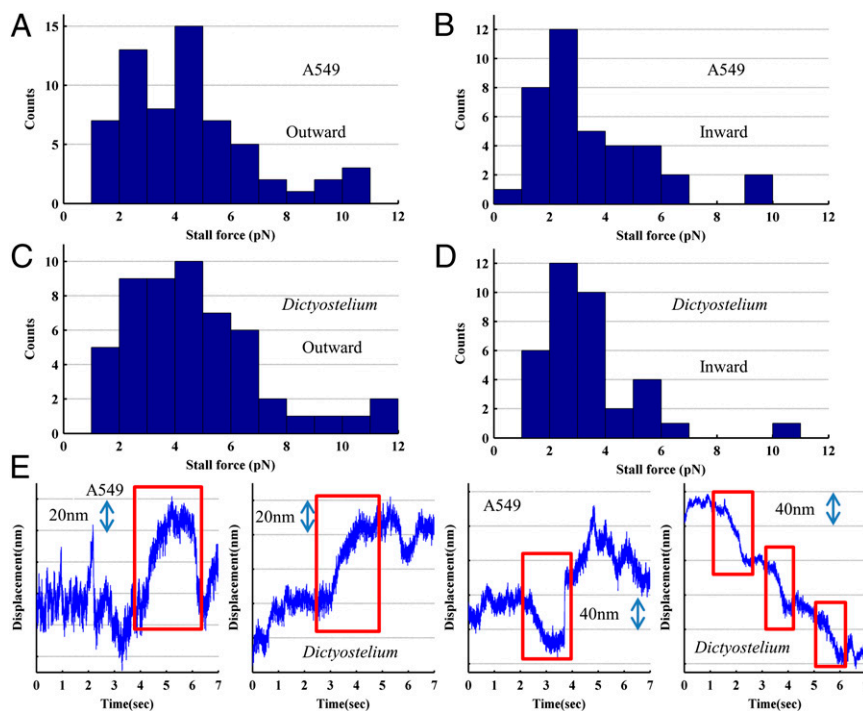 A
15
10
5
0
Counts
A549
Outward
0 2 4 6 8 10 12
Stall force (pN)
B
12
10
8
6
4
2
0
Counts
A549
Inward
0 2 4 6 8 10 12
Stall force (pN)
C
10
8
6
4
2
0
Counts
Dictyostelium
Outward
0 2 4 6 8 10 12
Stall force (pN)
D
12
10
8
6
4
2
0
Counts
Dictyostelium
Inward
0 2 4 6 8 10 12
Stall force (pN)
E
A549
20nm
Displacement(nm)
0 1 2 3 4 5 6 7
Time(sec)
20nm
Displacement(nm)
Dictyostelium
0 1 2 3 4 5 6 7
Time(sec)
A549
40nm
Displacement(nm)
0 1 2 3 4 5 6 7
Time(sec)
40nm
Displacement(nm)
Dictyostelium
0 1 2 3 4 5 6 7
Time(sec)